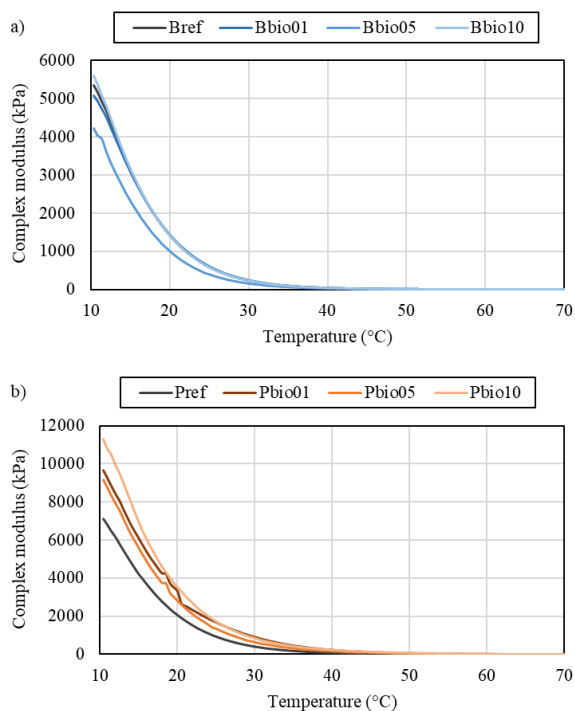 a)
Bref Bbio01 Bbio05 Bbio10
6000
5000
4000
3000
2000
1000
0
Complex modulus (kPa)
10 20 30 40 50 60 70
Temperature (°C)
b)
Pref Pbio01 Pbio05 Pbio10
12000
10000
8000
6000
4000
2000
0
Complex modulus (kPa)
10 20 30 40 50 60 70
Temperature (°C)